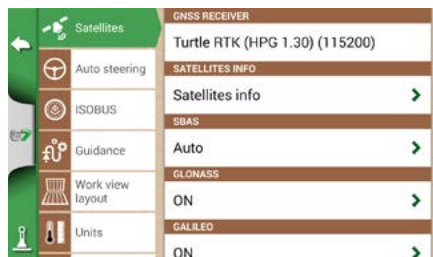 Satellites
Auto steering
ISOBUS
Guidance
Work view
layout
Units
GNSS RECEIVER
Turtle RTK (HPG 1.30) (115200)
SATELLITES INFO
Satellites info
SBAS
Auto
GLONASS
ON
GALILEO
ON